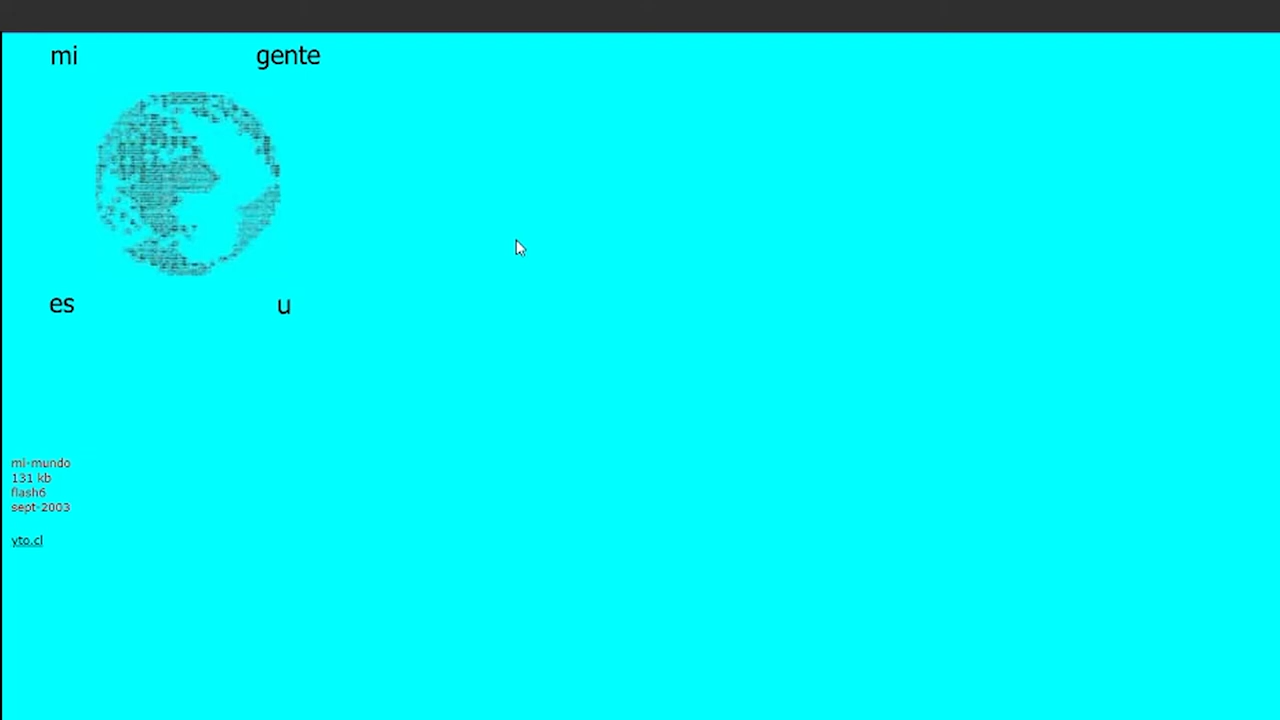 mi gente
es u
mi-mundo
131 kb
flash6
sept-2003
yto.cl